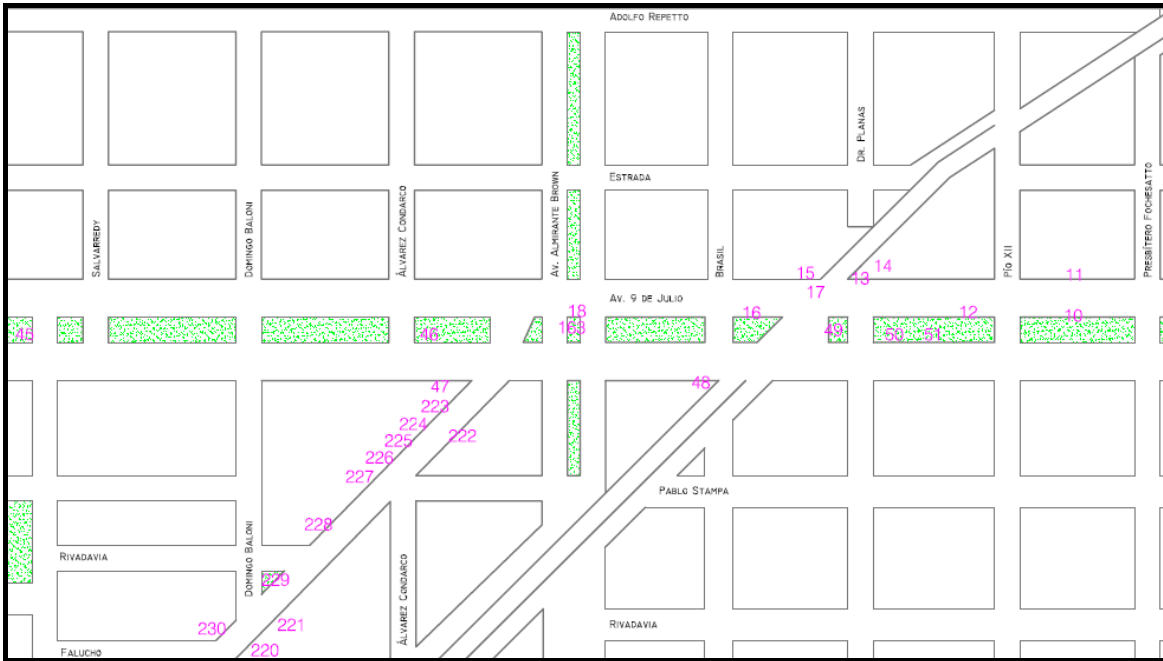 ADOLFO REPETTO
DR. PLANAS
ESTRADA
SALVARREDY
DOMINGO BALONI
ÁLVAREZ CONDARCO
AV. ALMIRANTE BROWN
BRASIL
PÍO XII
PRESBÍTERO FOCHESATTO
15
14
13
11
17
AV. 9 DE JULIO
18
16
12
10
45
46
163
49
50
51
47
48
223
224
222
225
226
227
PABLO STAMPA
228
RIVADAVIA
DOMINGO BALONI
229
ÁLVAREZ CONDARCO
230
221
RIVADAVIA
FALUCHO
220